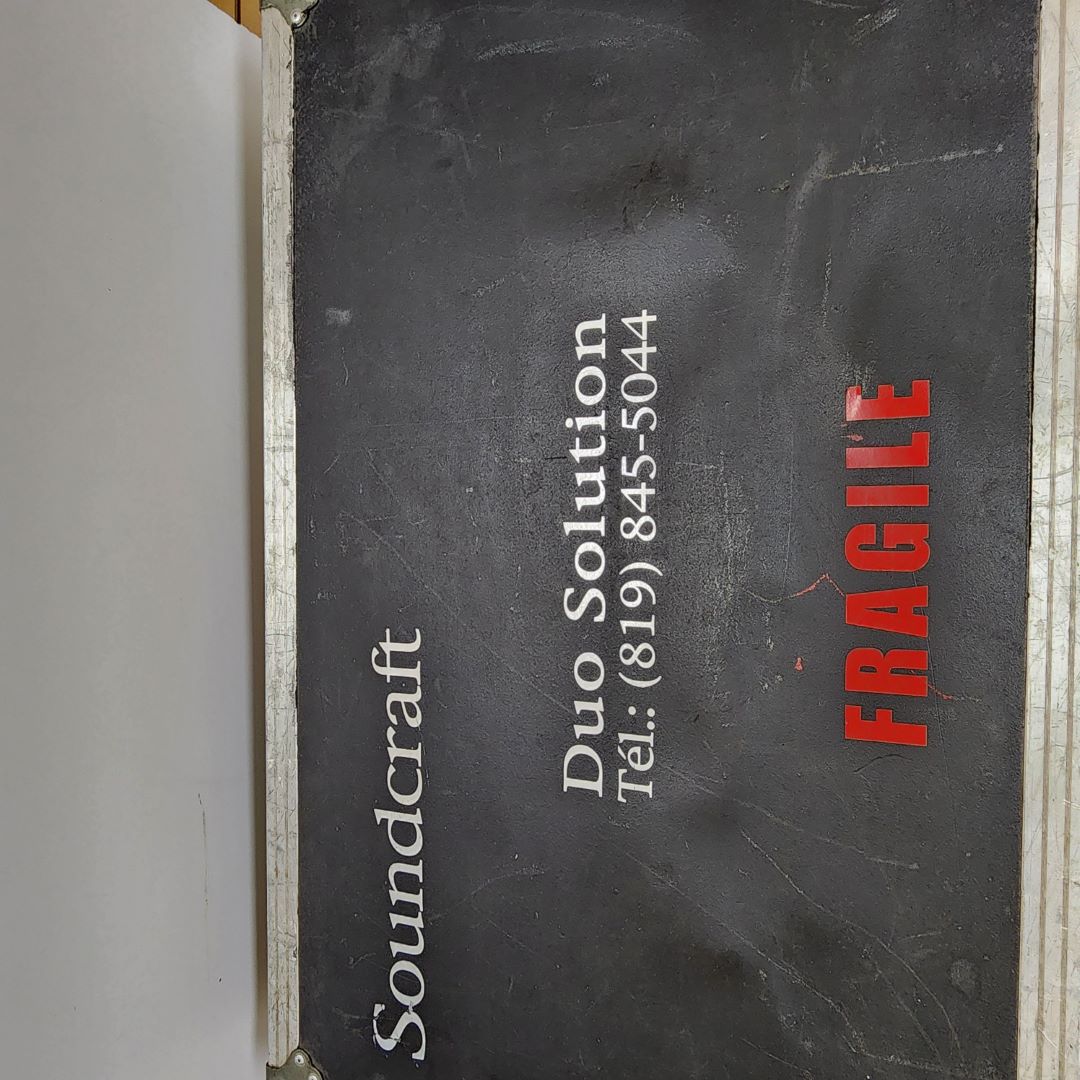 Soundcraft
Duo Solution
Tél.: (819) 845-5044
FRAGILE